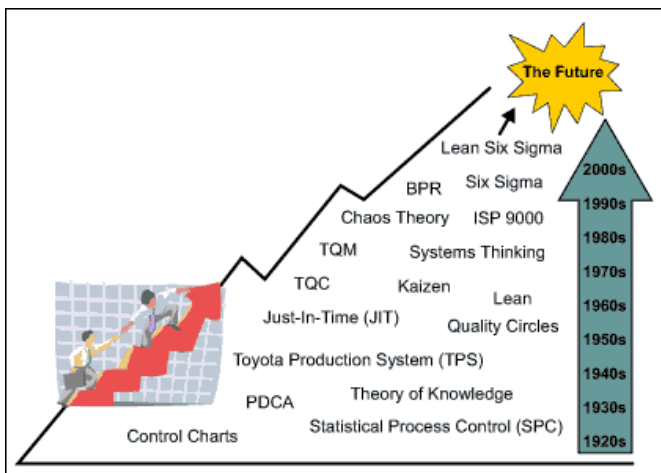 The Future
Lean Six Sigma
2000s
BPR
Six Sigma
1990s
Chaos Theory
ISP 9000
1980s
TQM
Systems Thinking
1970s
TQC
Kaizen
Lean
1960s
Just-In-Time (JIT)
Quality Circles
1950s
Toyota Production System (TPS)
1940s
PDCA
Theory of Knowledge
1930s
Control Charts
Statistical Process Control (SPC)
1920s